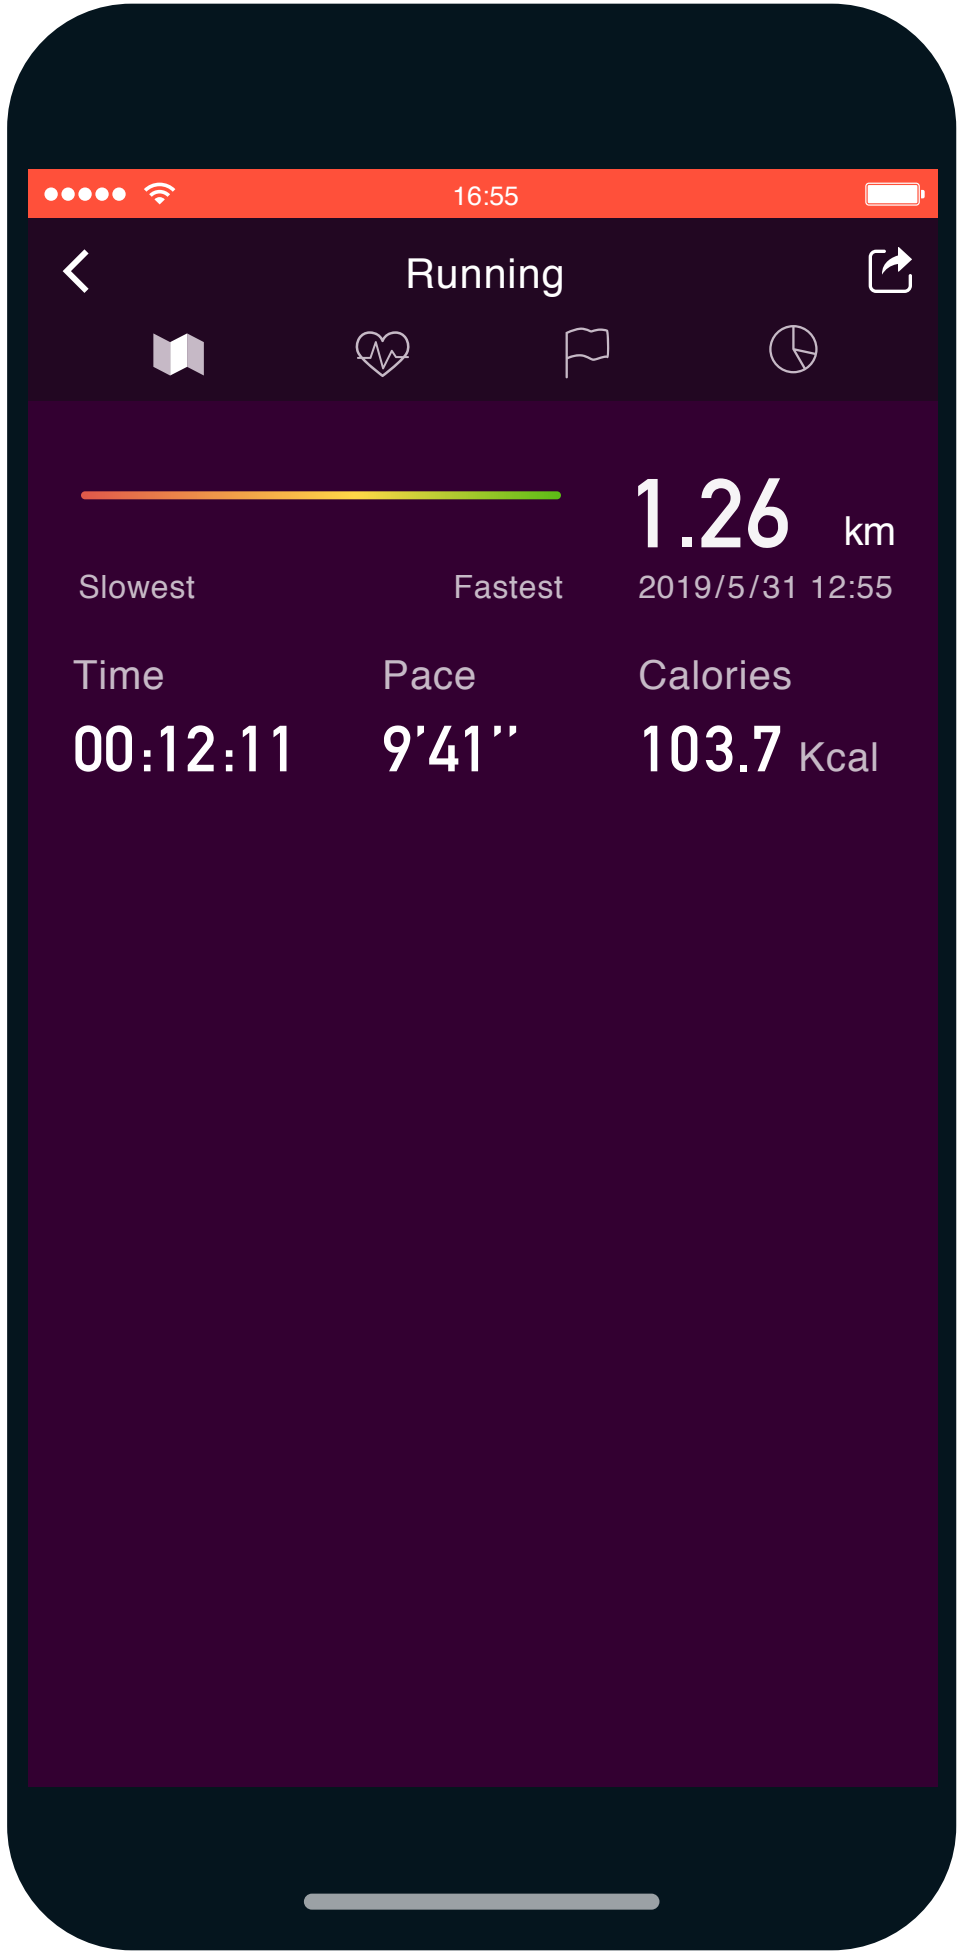 16:55
Running
1.26 km
Slowest Fastest 2019/5/31 12:55
Time Pace Calories
00:12:11 9’41’’ 103.7 Kcal